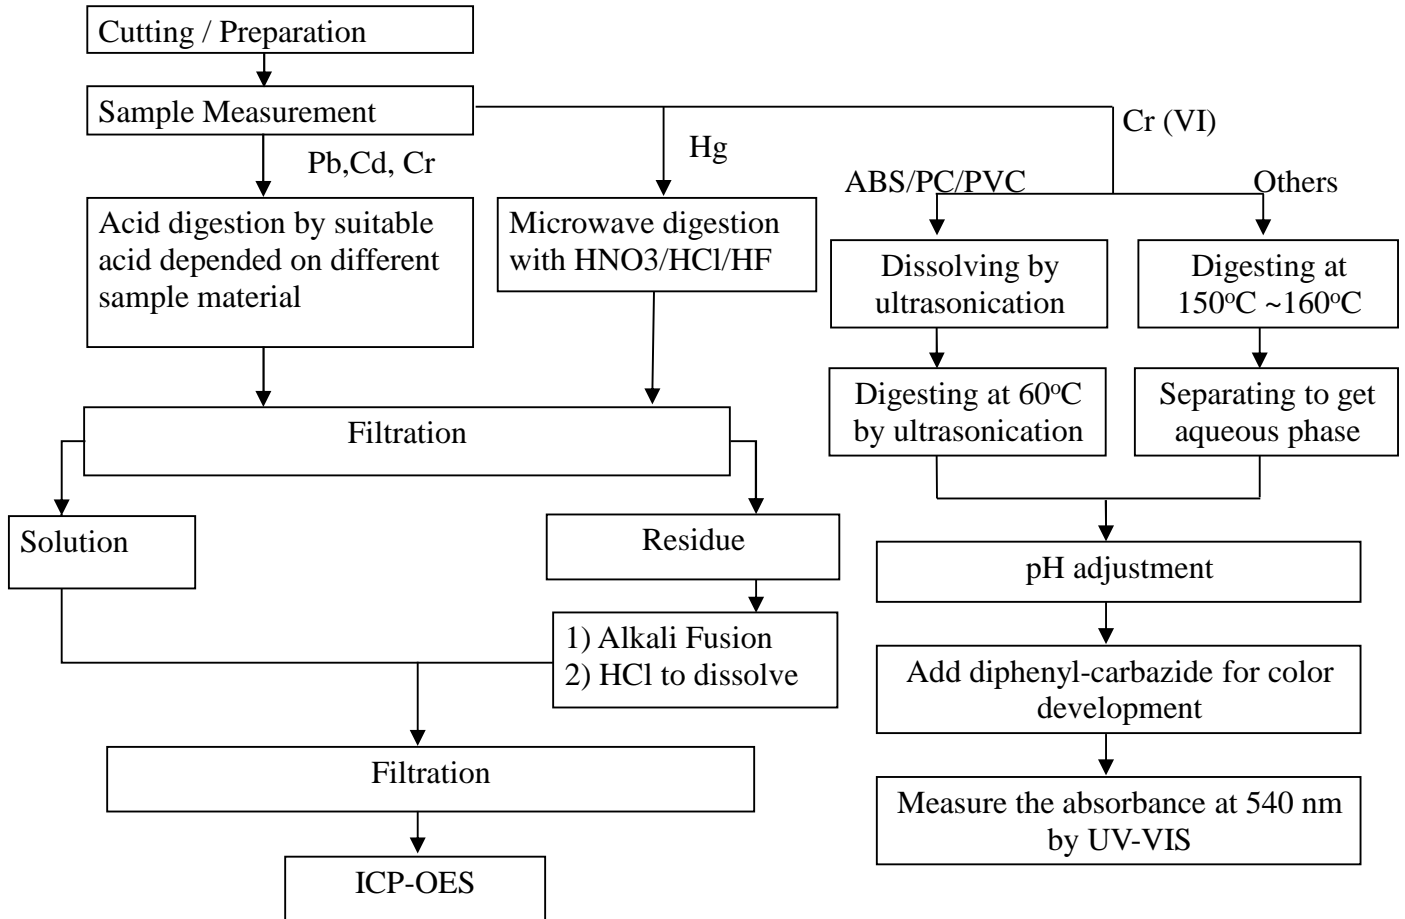 Cutting / Preparation
Sample Measurement
Pb,Cd, Cr
Hg
Cr (VI)
ABS/PC/PVC
Others
Acid digestion by suitable
acid depended on different
sample material
Microwave digestion
with HNO3/HCl/HF
Dissolving by
ultrasonication
Digesting at
150°C ~160°C
Digesting at 60°C
by ultrasonication
Separating to get
aqueous phase
Filtration
Solution
Residue
1) Alkali Fusion
2) HCl to dissolve
Filtration
ICP-OES
pH adjustment
Add diphenyl-carbazide for color
development
Measure the absorbance at 540 nm
by UV-VIS